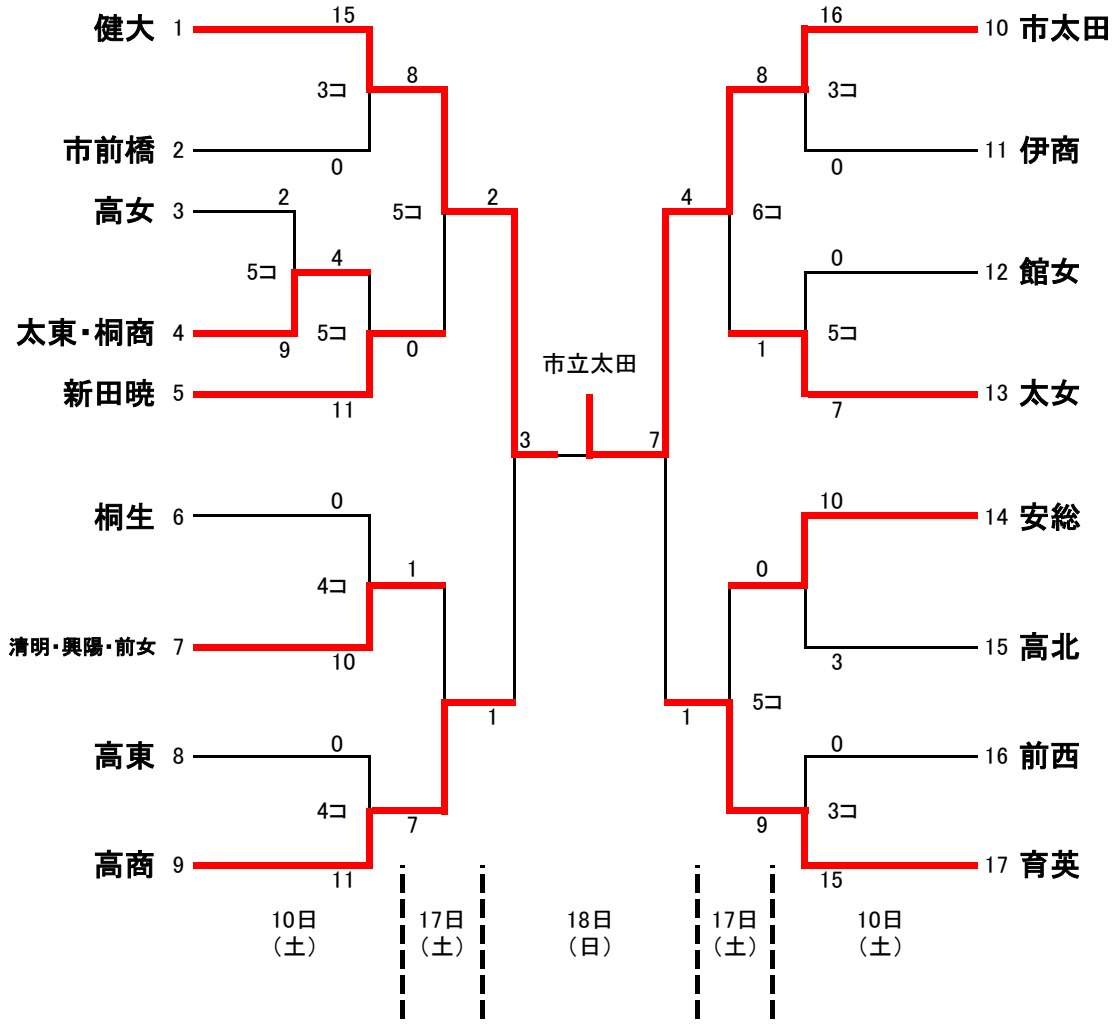 15
16
健大 1
10 市太田
8
8
3コ
3コ
市前橋 2
11 伊商
0
0
高女 3
2
5コ
2
4
6コ
4
0
5コ
12 館女
太東・桐商 4
9
5コ
0
1
5コ
市立太田
新田暁 5
11
13 太女
7
3
7
桐生 6
0
10
14 安総
1
0
4コ
清明・興陽・前女 7
10
15 高北
3
1
1
5コ
高東 8
0
0
16 前西
4コ
7
9
3コ
高商 9
11
17 育英
15
10日
(土)
17日
(土)
18日
(日)
17日
(土)
10日
(土)